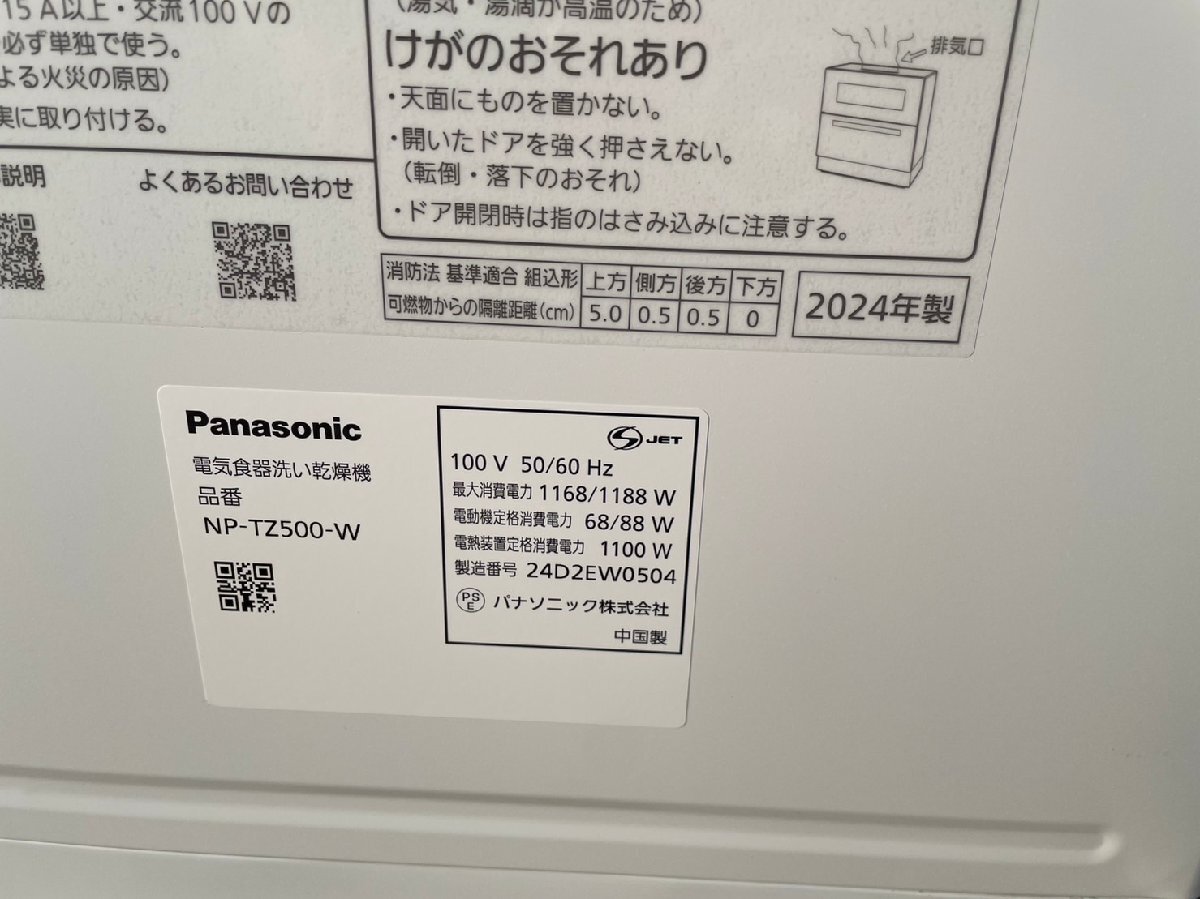 15A以上・交流100Vの
必ず単独で使う。
よる火災の原因)
実に取り付ける。
説明
よくあるお問い合わせ
(湯気・湯滴が高温のため)
けがのおそれあり
・天面にものを置かない。
・開いたドアを強く押さえない。
(転倒・落下のおそれ)
・ドア開閉時は指のはさみ込みに注意する。
排気口
消防法 基準適合 組込形 上方 側方 後方 下方
可燃物からの隔離距離(cm) 5.0 0.5 0.5 0
2024年製
Panasonic
電気食器洗い乾燥機
品番
NP-TZ500-W
JET
100 V 50/60 Hz
最大消費電力 1168/1188 W
電動機定格消費電力 68/88 W
電熱装置定格消費電力 1100 W
製造番号 24D2EW0504
PSE パナソニック株式会社
中国製